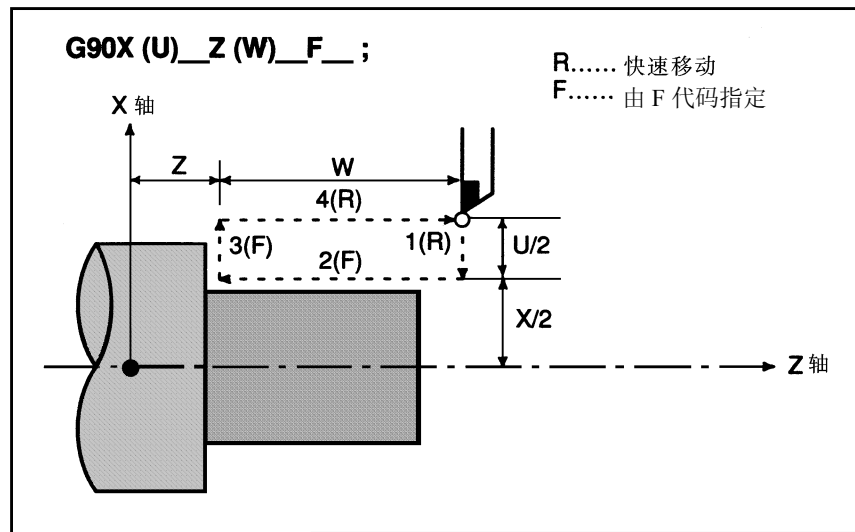 G90X (U)__Z (W)__F__ ;
R...... 快速移动
F...... 由 F 代码指定
X 轴
Z
W
4(R)
3(F)
1(R)
U/2
2(F)
X/2
Z 轴